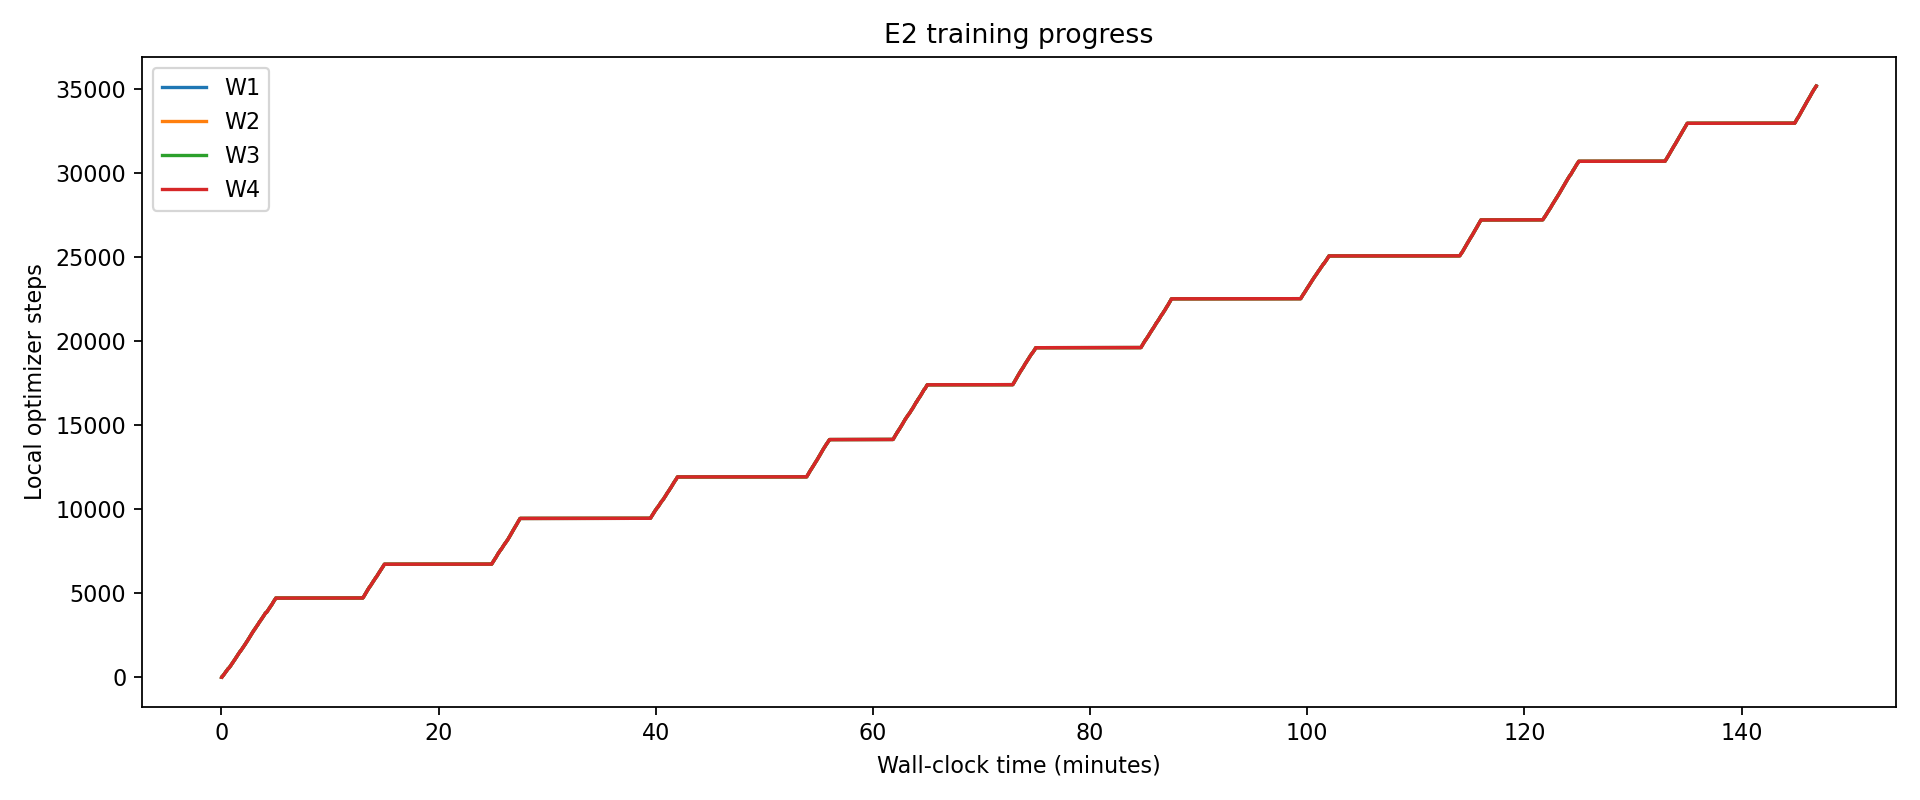 E2 training progress
W1
W2
W3
W4
Local optimizer steps
35000
30000
25000
20000
15000
10000
5000
0
0 20 40 60 80 100 120 140
Wall-clock time (minutes)